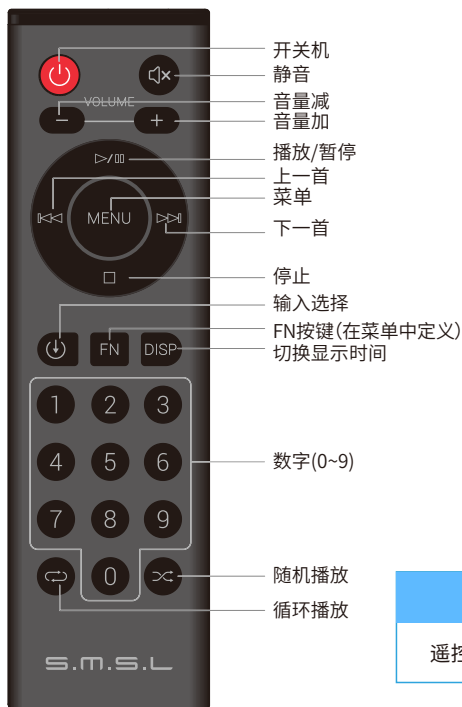 开关机
静音
VOLUME
音量减
音量加
播放/暂停
上一首
MENU
菜单
下一首
停止
输入选择
FN DISP
FN按键(在菜单中定义)
切换显示时间
1 2 3
4 5 6
数字(0~9)
7 8 9
0
随机播放
循环播放
S.M.S.L